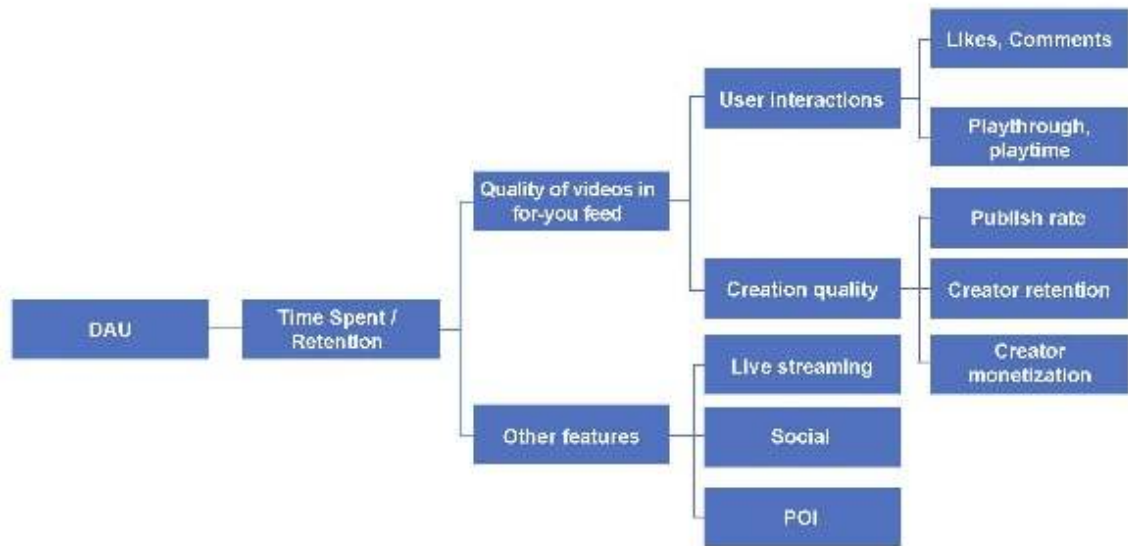 Likes, Comments
User interactions
Playthrough,
playtime
Quality of videos in
for-you feed
Publish rate
Creation quality
Creator retention
DAU
Time Spent /
Retention
Live streaming
Creator
monetization
Other features
Social
POI